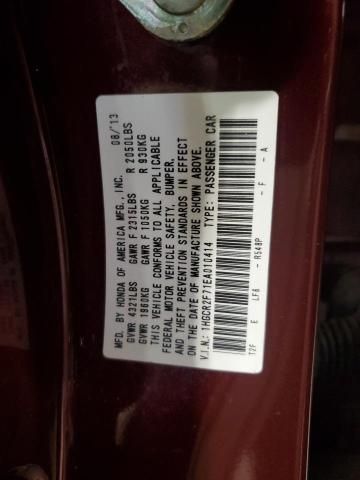 MFD. BY HONDA OF AMERICA MFG., INC. 08/'13
GVWR 4321LBS GAWR F 2315LBS R 2050LBS
GVWR 1960KG GAWR F 1050KG R 930KG
THIS VEHICLE CONFORMS TO ALL APPLICABLE
FEDERAL MOTOR VEHICLE SAFETY, BUMPER,
AND THEFT PREVENTION STANDARDS IN EFFECT
ON THE DATE OF MANUFACTURE SHOWN ABOVE.
V.I.N.: 1HGCR2F71EA010414 TYPE: PASSENGER CAR
T2F E LF6 - R548P - F - A